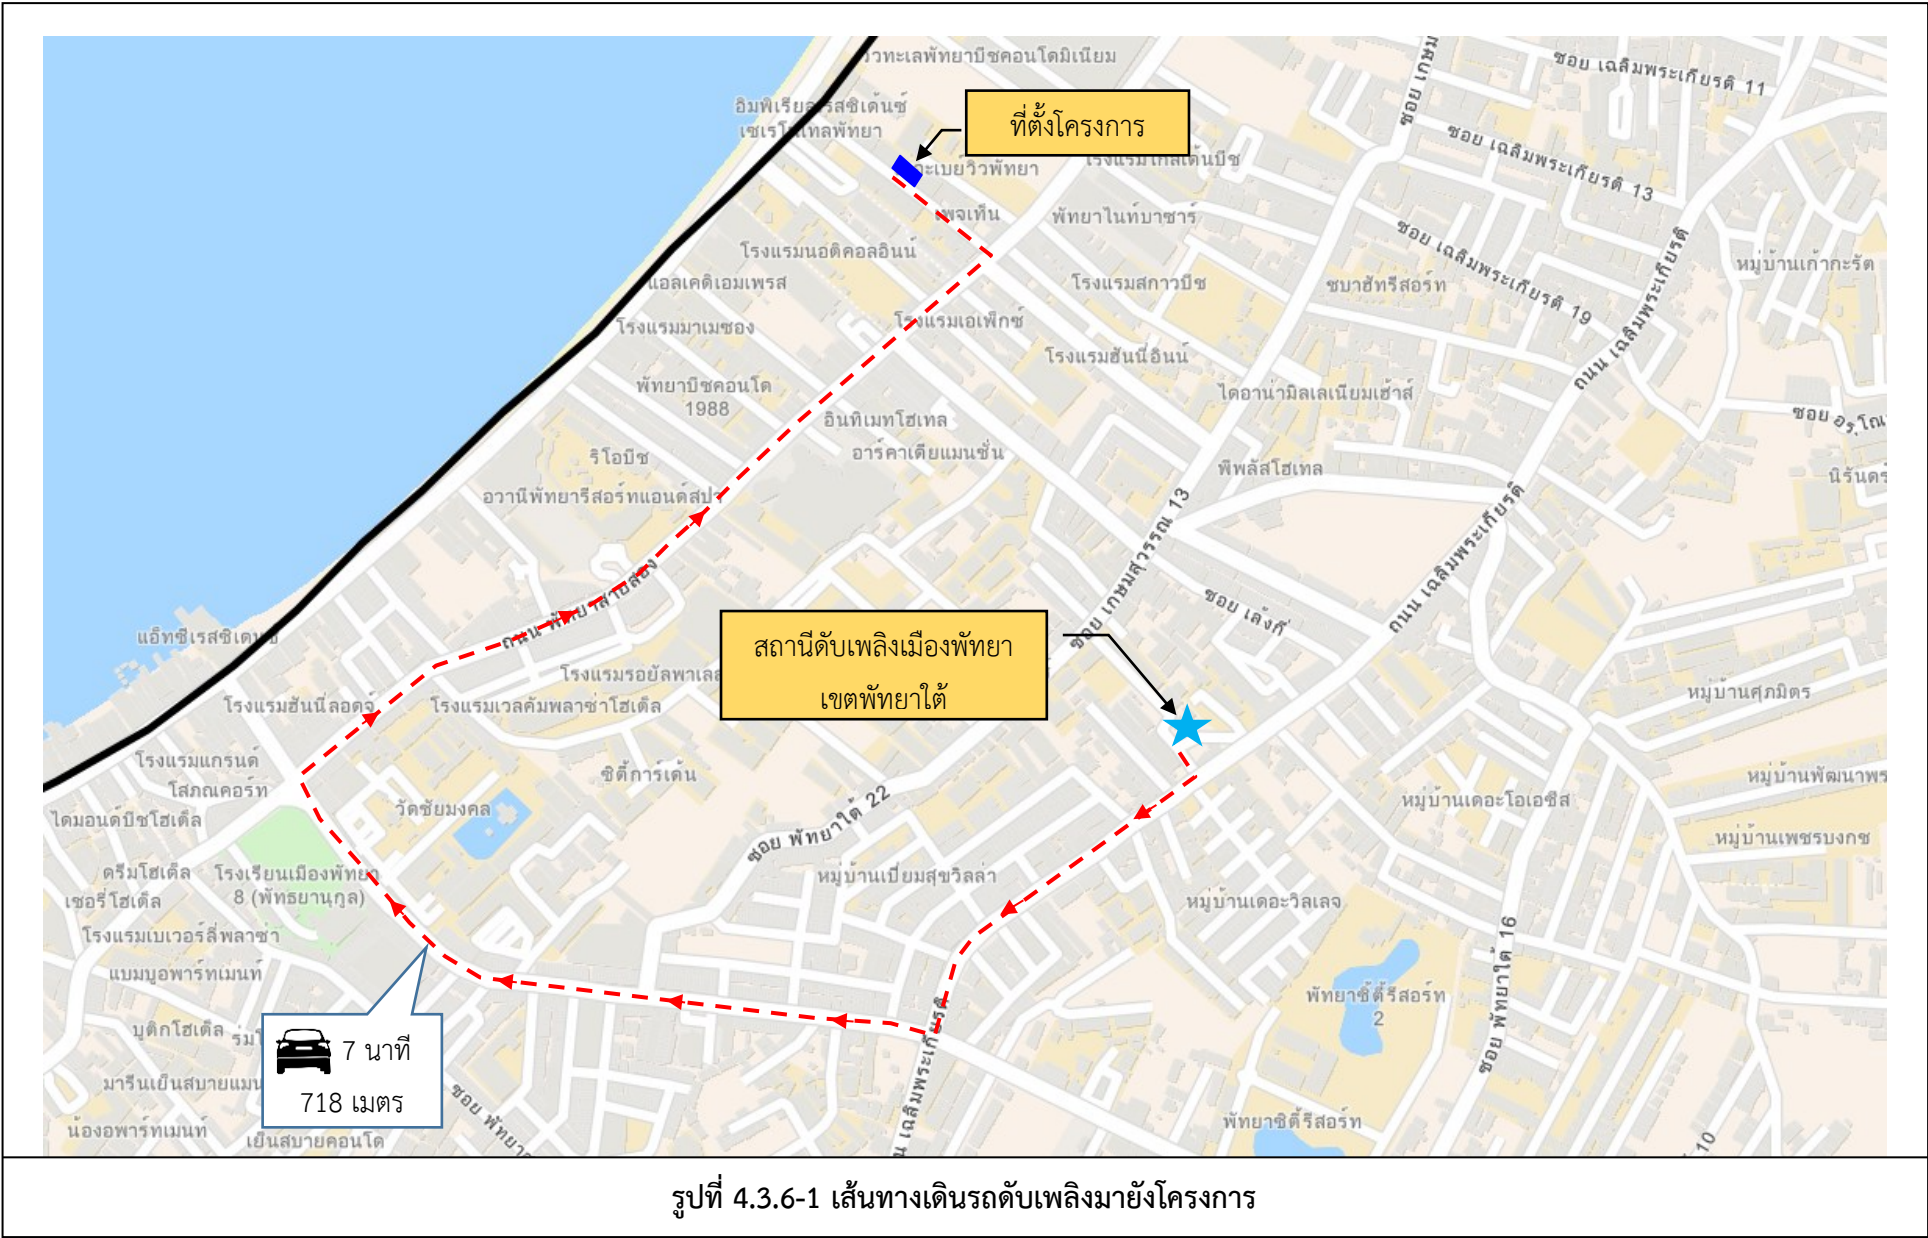 วิวทะเลพัทยาบีชคอนโดมิเนียม
ซอย เฉลิมพระเกียรติ 11
ซอย เกษม
อิมพีเรียล
รสซิเด้นซ์
พัทยา
ที่ตั้งโครงการ
ซอย เฉลิมพระเกียรติ 13
ะเบย์วิวพัทยา
เพจเท็น
พัทยาไนท์บาซาร์
ซอย เฉลิมพระเกียรติ 19
ถนน เฉลิมพระเกียรติ
หมู่บ้านเก้ากะรัต
โรงแรมนอติคอลอินน์
แอลเคดิเอมเพรส
โรงแรมสกาวบีช
ชบาฮัทรีสอร์ท
โรงแรมมาเมซอง
โรงแรมเอเพ็กซ์
โรงแรมฮันนี่อินน์
พัทยาบีชคอนโด
1988
ไดอาน่ามิลเลเนียมเฮ้าส์
อินทิเมทโฮเทล
อาร์คาเดียแมนชั่น
ริโอบีช
พีพลัสโฮเทล
อวานีพัทยารีสอร์ทแอนด์สปา
ซอย เกษมสุวรรณ 13
ถนน เฉลิมพระเกียรติ
ถนน พัทยาสายสอง
ซอย เล้งกี่
สถานีดับเพลิงเมืองพัทยา
เขตพัทยาใต้
โรงแรมรอยัลพาเลส
โรงแรมฮันนี่ลอดจ์
โรงแรมเวลคัมพลาซ่าโฮเต็ล
หมู่บ้านศุภมิตร
โรงแรมแกรนด์
โสภณคอร์ท
ซิตี้การ์เด้น
หมู่บ้านพัฒนาพร
ไดมอนด์บีชโฮเต็ล
วัดชัยมงคล
ซอย พัทยาใต้ 22
หมู่บ้านเดอะโอเอซีส
หมู่บ้านเพชรบงกช
ดรีมโฮเต็ล
โรงเรียนเมืองพัทยา
8 (พัทธยานุกูล)
หมู่บ้านเปี่ยมสุขวิลล่า
เชอรี่โฮเต็ล
หมู่บ้านเดอะวิลเลจ
โรงแรมเบเวอร์ลี่พลาซ่า
แบมบูอพาร์ทเมนท์
ซอย พัทยาใต้ 16
พัทยาซิตี้รีสอร์ท
2
บูติกโฮเต็ล
7 นาที
718 เมตร
มารีนเย็นสบายแมน
ซอย พัทยา
น้องอพาร์ทเมนท์
เย็นสบายคอนโด
น เฉลิมพระเกียรติ
พัทยาซิตี้รีสอร์ท
10
รูปที่ 4.3.6-1 เส้นทางเดินรถดับเพลิงมายังโครงการ